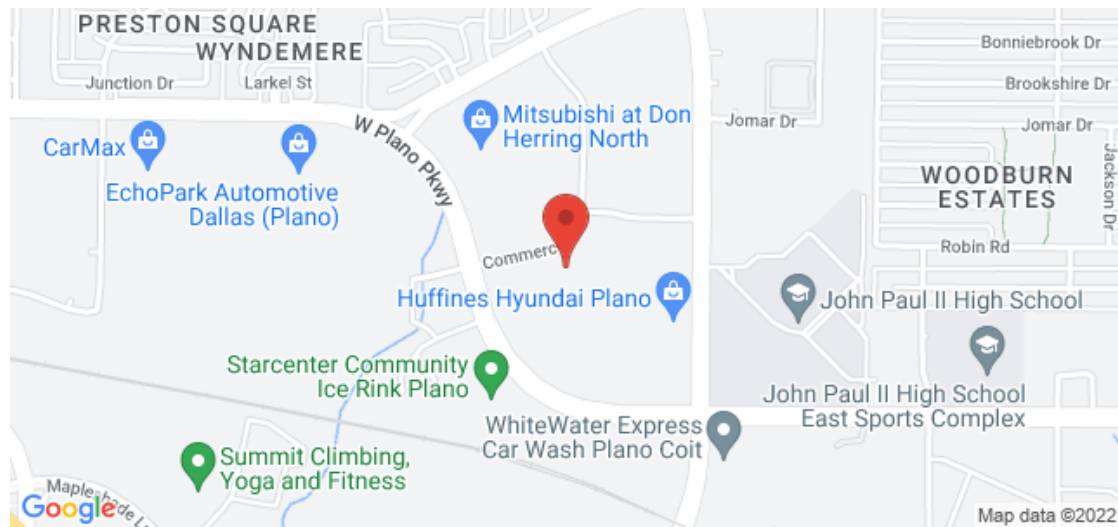 PRESTON SQUARE
WYNDEMERE
Bonniebrook Dr
Junction Dr
Larkel St
Brookshire Dr
W Plano Pkwy
Mitsubishi at Don
Herring North
Jomar Dr
Jomar Dr
CarMax
Jackson Dr
EchoPark Automotive
Dallas (Plano)
WOODBURN
ESTATES
Robin Rd
Huffines Hyundai Plano
John Paul II High School
Starcenter Community
Ice Rink Plano
John Paul II High School
East Sports Complex
WhiteWater Express
Car Wash Plano Coit
Summit Climbing,
Yoga and Fitness
Google
Map data ©2022